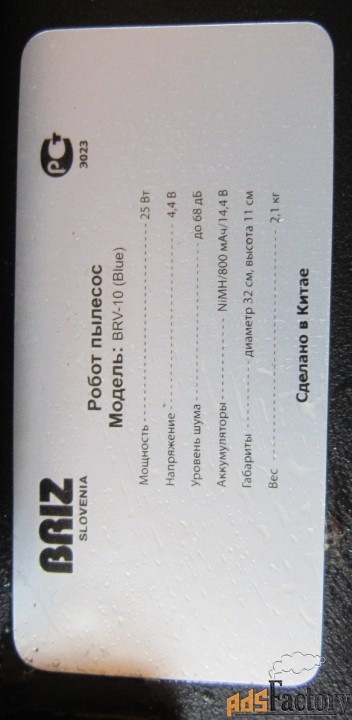 BRIZ
SLOVENIA
РСТ
3023
Робот пылесос
Модель: BRV-10 (Blue)
Мощность 25 Вт
Напряжение 4,4 В
Уровень шума до 68 дБ
Аккумуляторы NiMH/800 мАч/14,4 В
Габариты диаметр 32 см, высота 11 см
Вес 2,1 кг
Сделано в Китае
AdsFactory